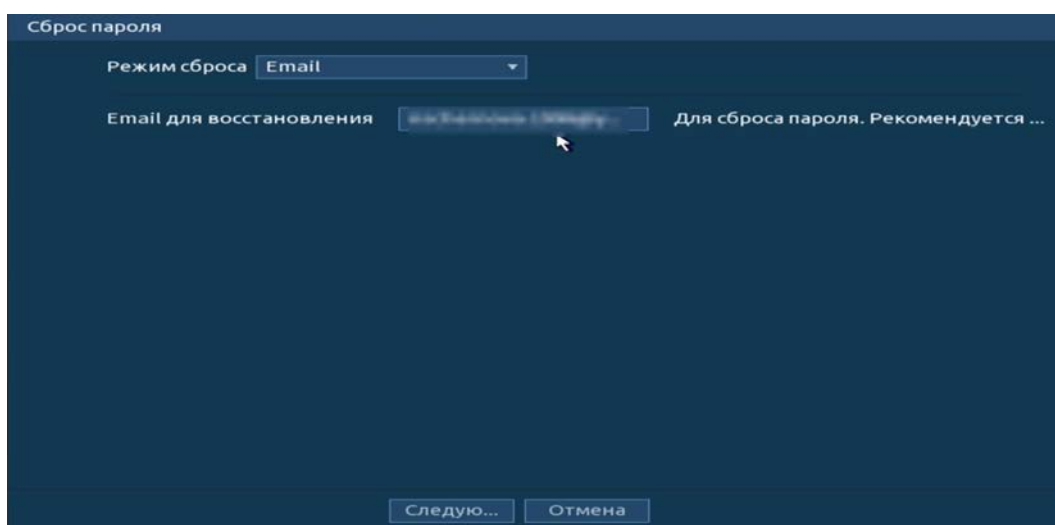 Сброс пароля
Режим сброса Email
Email для восстановления Для сброса пароля. Рекомендуется ...
Следую... Отмена